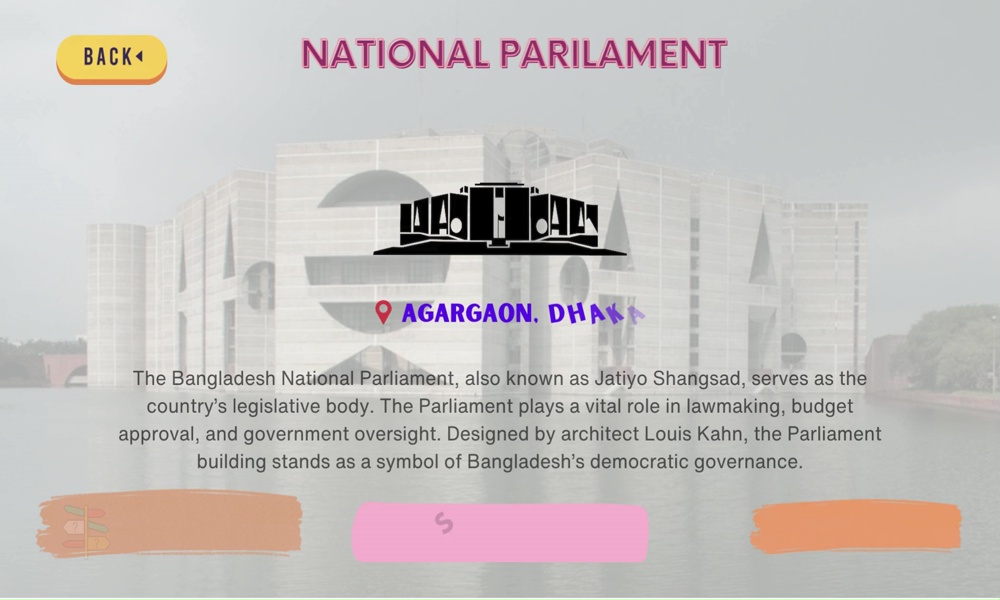 BACK
NATIONAL PARILAMENT
AGARGAON, DHAKA
The Bangladesh National Parliament, also known as Jatiyo Shangsad, serves as the
country’s legislative body. The Parliament plays a vital role in lawmaking, budget
approval, and government oversight. Designed by architect Louis Kahn, the Parliament
building stands as a symbol of Bangladesh’s democratic governance.
S